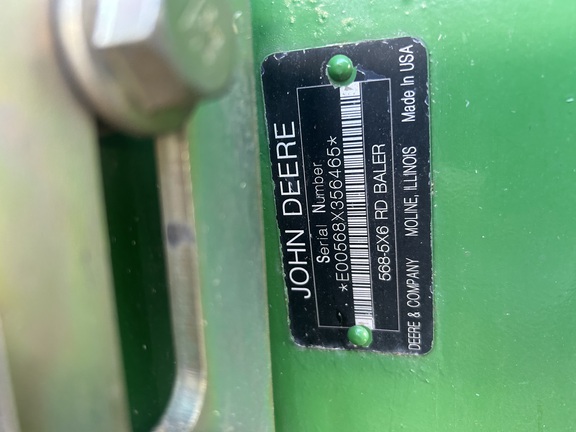 JOHN DEERE
Serial Number
*E00568X356465*
568-5X6 RD BALER
DEERE & COMPANY MOLINE, ILLINOIS Made In USA